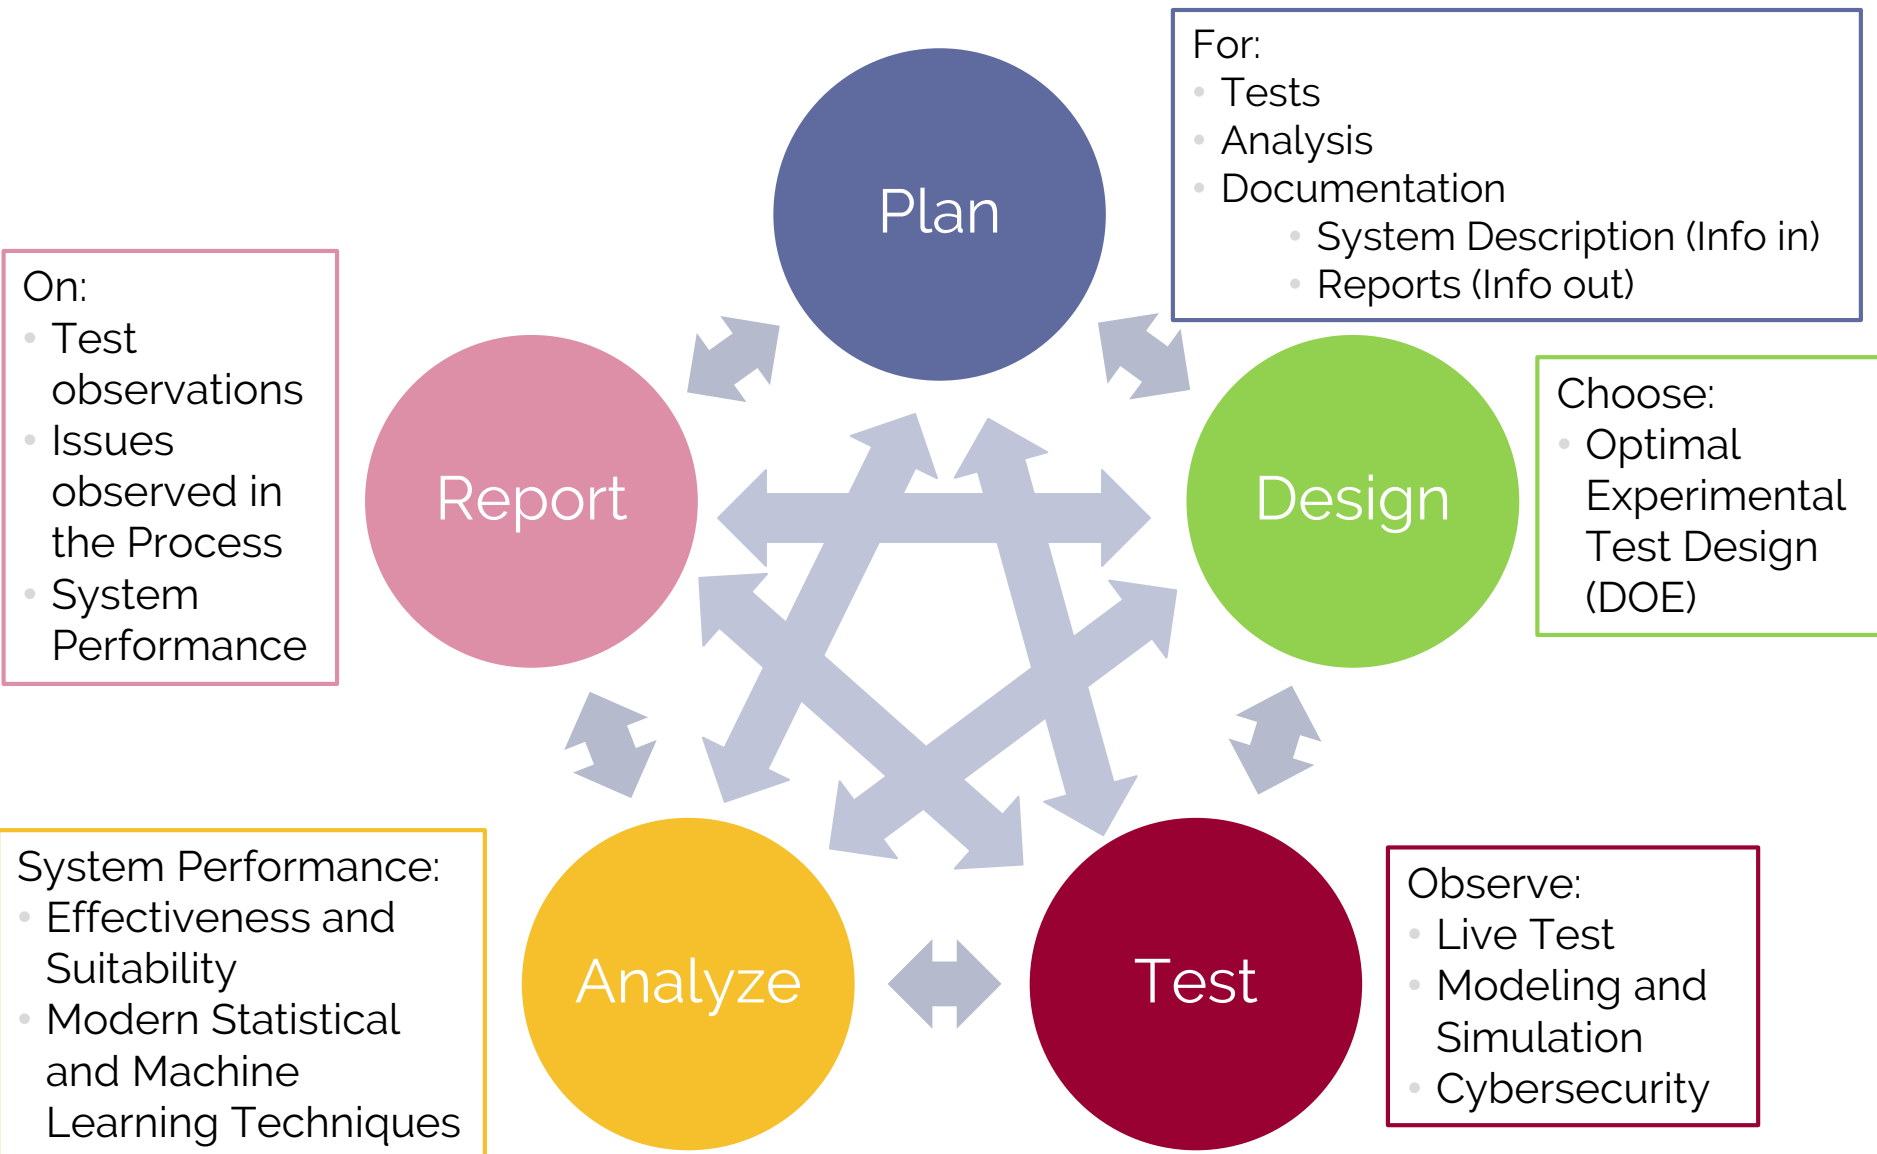 Plan
For:
• Tests
• Analysis
• Documentation
• System Description (Info in)
• Reports (Info out)
Design
Choose:
• Optimal
Experimental
Test Design
(DOE)
Test
Observe:
• Live Test
• Modeling and
Simulation
• Cybersecurity
Analyze
System Performance:
• Effectiveness and
Suitability
• Modern Statistical
and Machine
Learning Techniques
Report
On:
• Test
observations
• Issues
observed in
the Process
• System
Performance